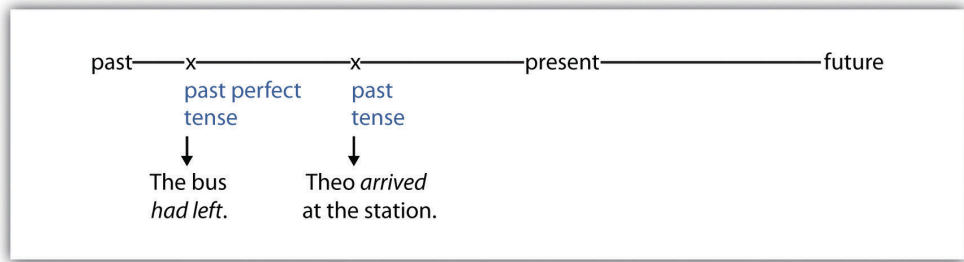 past x x present future
past perfect past
tense tense
The bus Theo arrived
had left. at the station.